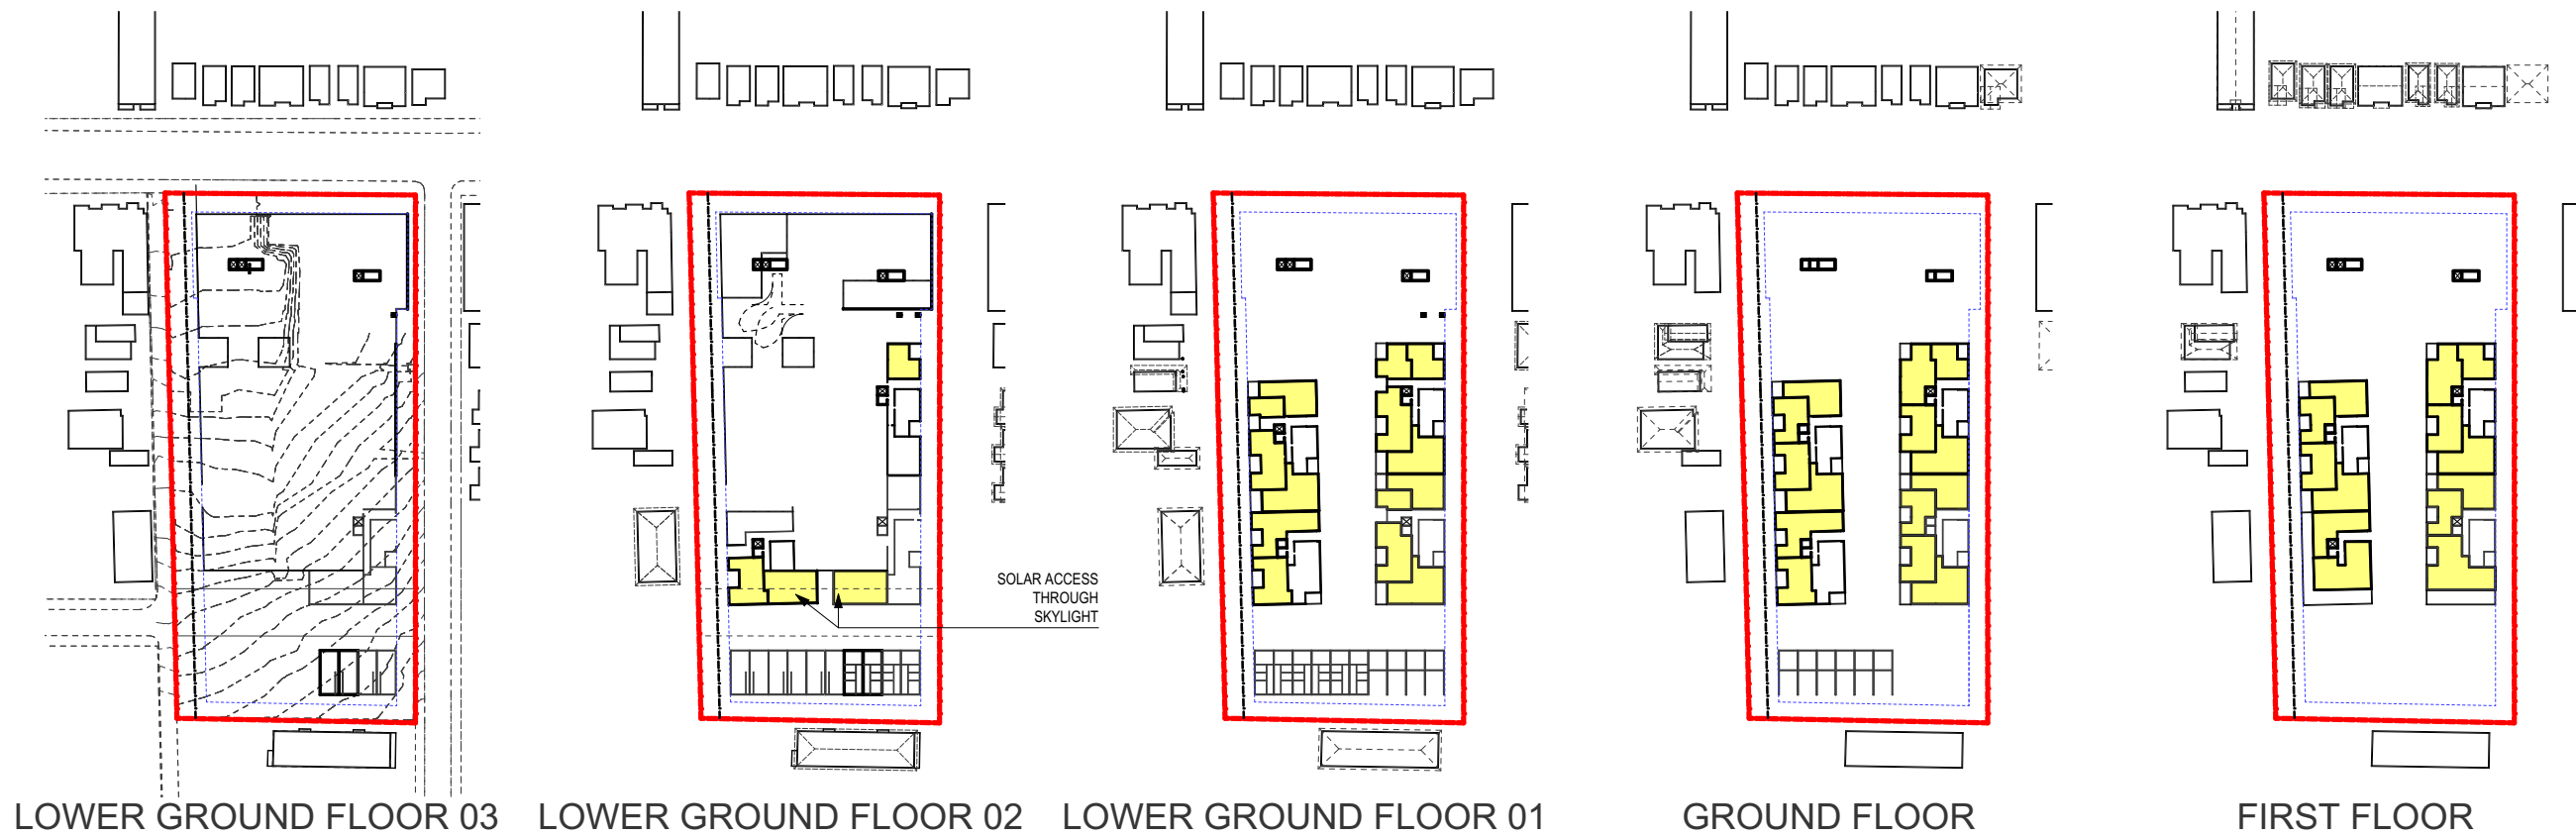 SOLAR ACCESS
THROUGH
SKYLIGHT
LOWER GROUND FLOOR 03
LOWER GROUND FLOOR 02
LOWER GROUND FLOOR 01
GROUND FLOOR
FIRST FLOOR